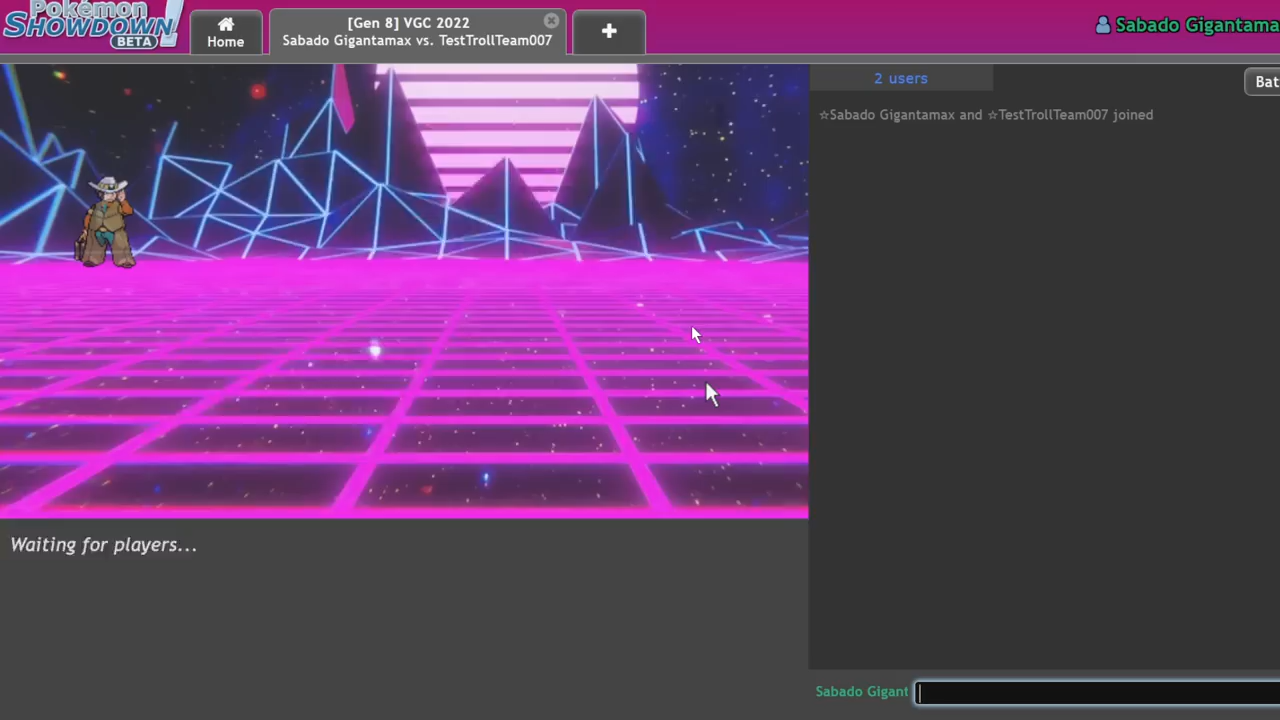 Pokémon
SHOWDOWN!
BETA
Home
[Gen 8] VGC 2022
Sabado Gigantamax vs. TestTrollTeam007
Sabado Gigantama
2 users
Bat
☆Sabado Gigantamax and ☆TestTrollTeam007 joined
Waiting for players...
Sabado Gigant